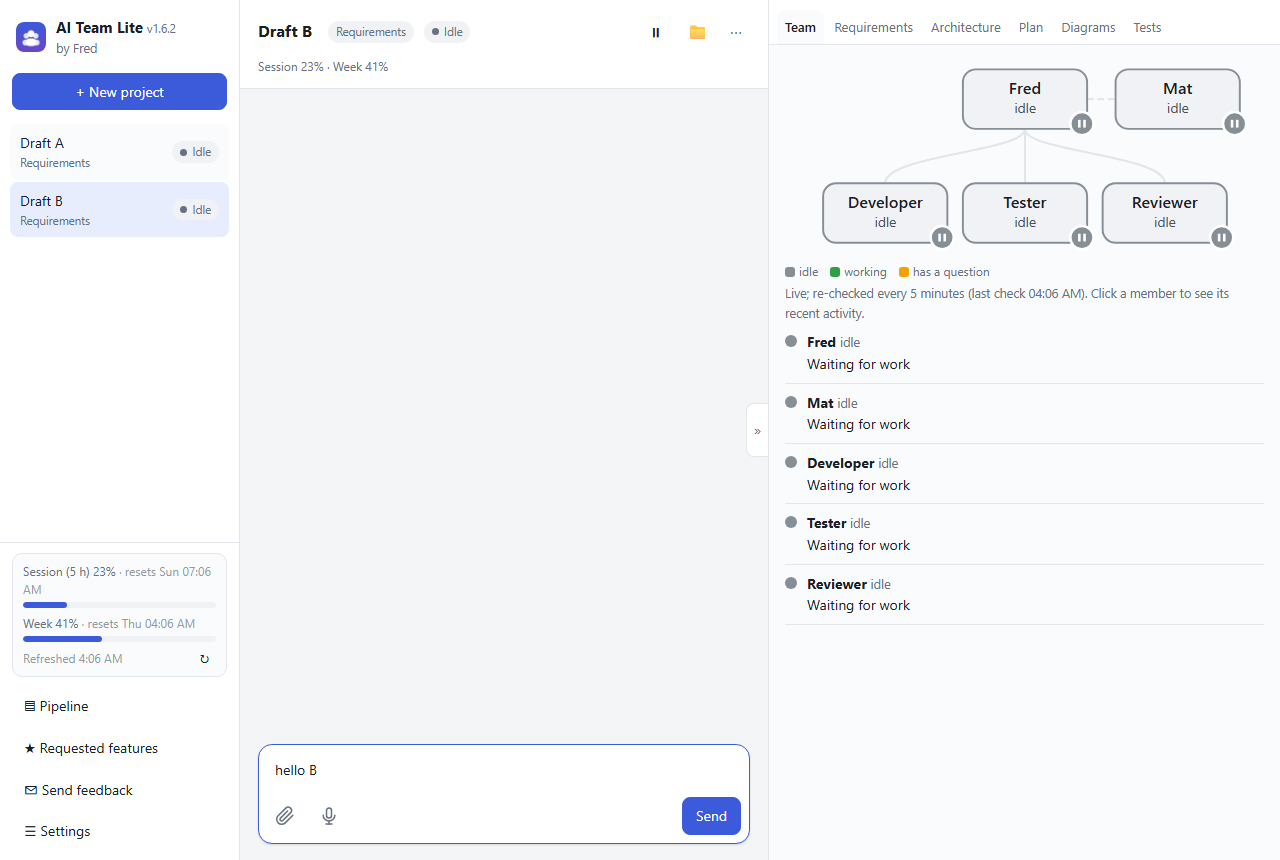 AI Team Lite v1.6.2
by Fred
+ New project
Draft A
Requirements
Idle
Draft B
Requirements
Idle
Session (5 h) 23% · resets Sun 07:06
AM
Week 41% · resets Thu 04:06 AM
Refreshed 4:06 AM
Pipeline
Requested features
Send feedback
Settings
Draft B
Requirements
Idle
Session 23% · Week 41%
hello B
Send
Team
Requirements
Architecture
Plan
Diagrams
Tests
Fred
idle
Mat
idle
Developer
idle
Tester
idle
Reviewer
idle
idle
working
has a question
Live; re-checked every 5 minutes (last check 04:06 AM). Click a member to see its
recent activity.
Fred idle
Waiting for work
Mat idle
Waiting for work
Developer idle
Waiting for work
Tester idle
Waiting for work
Reviewer idle
Waiting for work